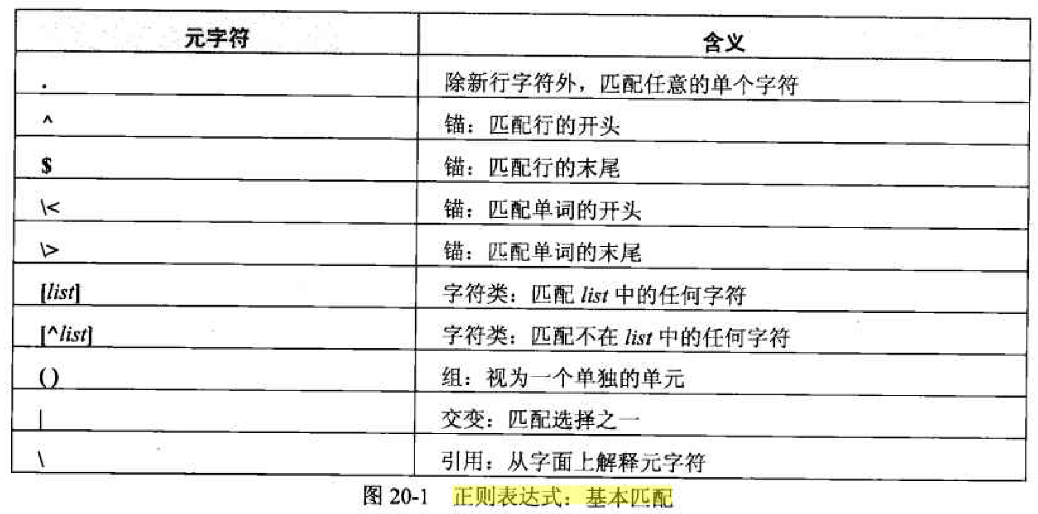 元字符 含义
. 除新行字符外，匹配任意的单个字符
^ 锚：匹配行的开头
$ 锚：匹配行的末尾
\< 锚：匹配单词的开头
\> 锚：匹配单词的末尾
[list] 字符类：匹配 list 中的任何字符
[^list] 字符类：匹配不在 list 中的任何字符
() 组：视为一个单独的单元
| 交变：匹配选择之一
\ 引用：从字面上解释元字符
图 20-1 正则表达式：基本匹配